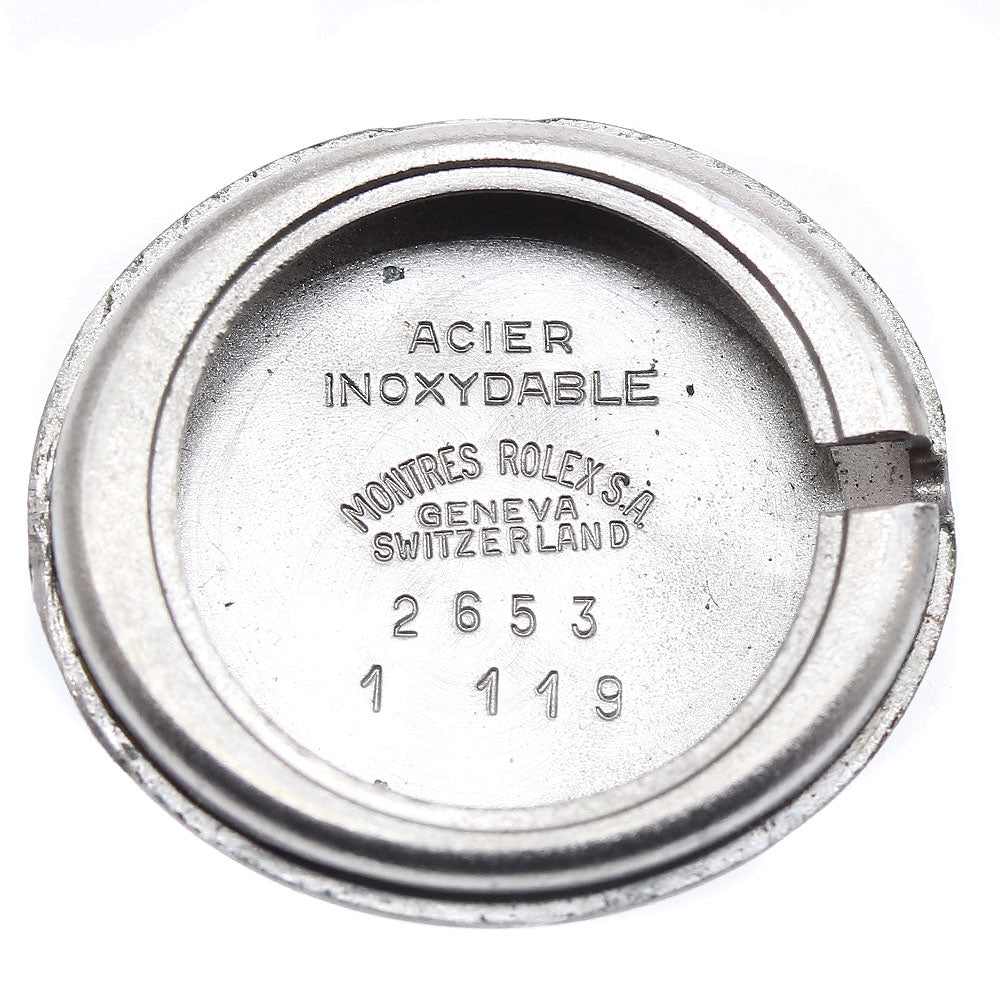 ACIER
INOXYDABLE
MONTRES ROLEX S.A.
GENEVA
SWITZERLAND
2653
1 119